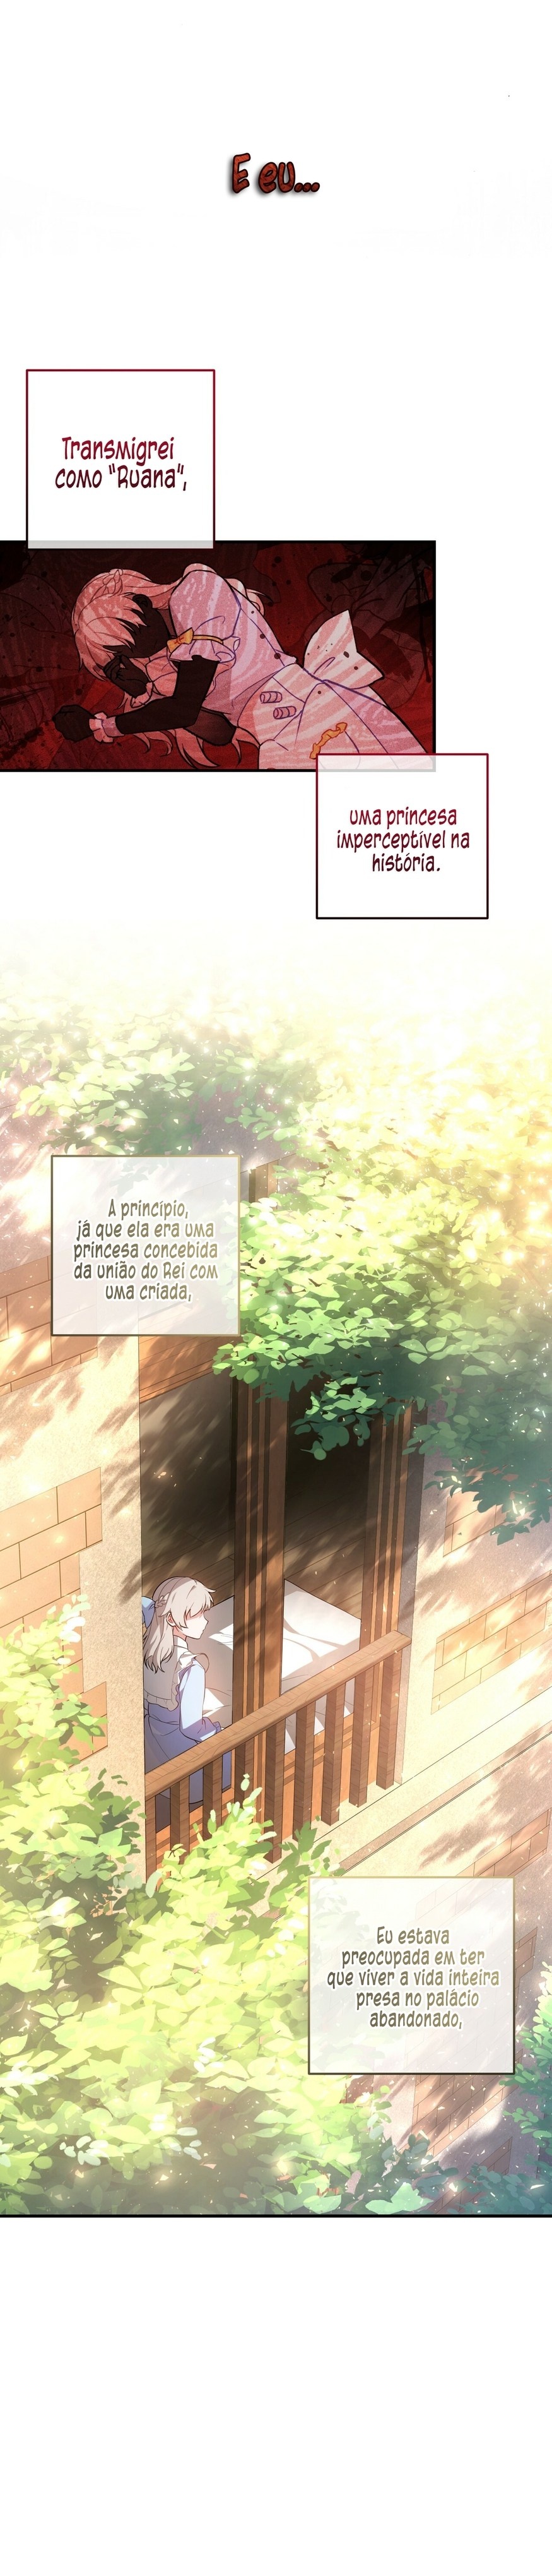 E eu...
Transmigrei
como "Ruana",
uma princesa
imperceptível na
história.
A princípio,
já que ela era uma
princesa concebida
da união do Rei com
uma criada,
Eu estava
preocupada em ter
que viver a vida inteira
presa no palácio
abandonado,